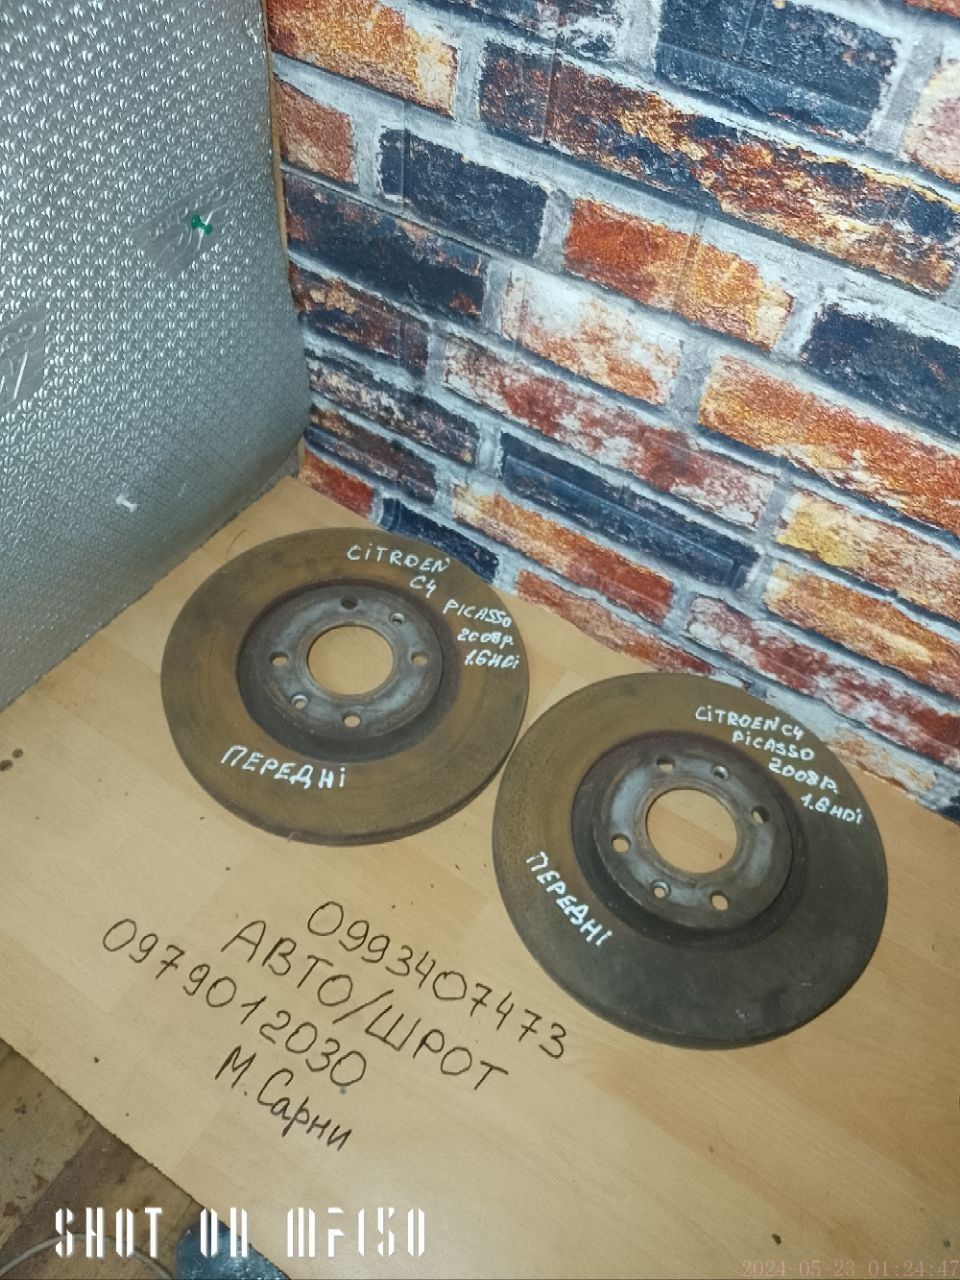 CiTROEN
C4
PICASSO
2008р.
1.6HDi
ПЕРЕДНІ
CiTROEN C4
PICASSO
2008р.
1.6HDi
ПЕРЕДНІ
0993407473
АВТО/ШРОТ
0979012030
М.Сарни
SHOT ON MF150
2024-05-23 01:24:47